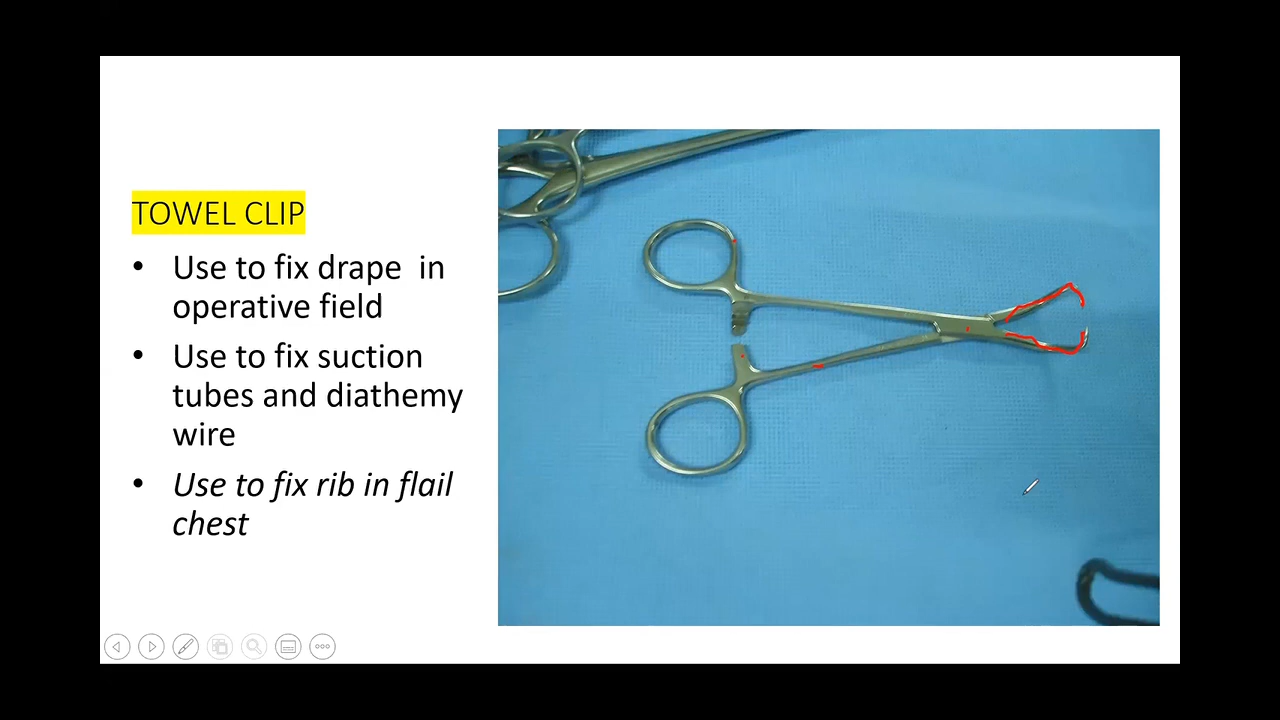 TOWEL CLIP
• Use to fix drape in
operative field
• Use to fix suction
tubes and diathemy
wire
• Use to fix rib in flail
chest